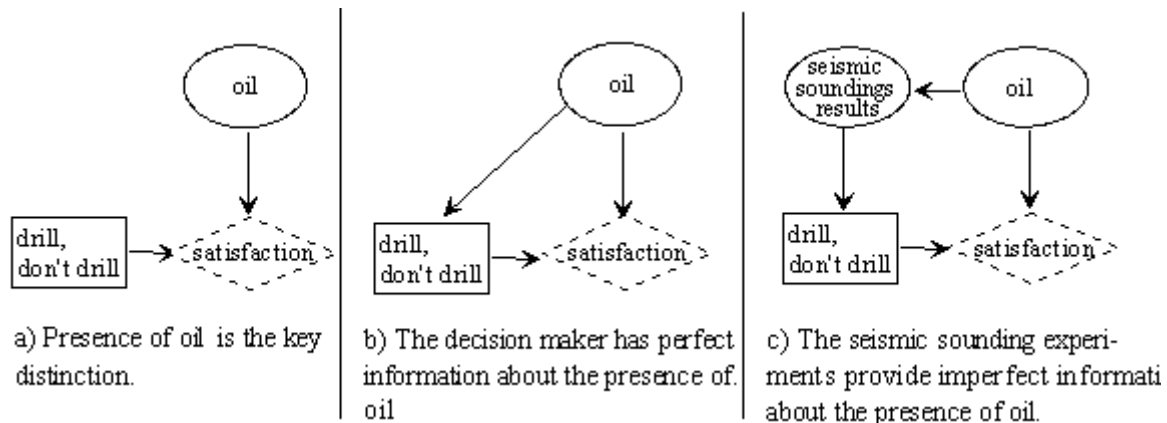 oil
drill,
don't drill
satisfaction
a) Presence of oil is the key
distinction.
oil
drill,
don't drill
satisfaction
b) The decision maker has perfect
information about the presence of.
oil
seismic
soundings
results
oil
drill,
don't drill
satisfaction
c) The seismic sounding experi-
ments provide imperfect informati
about the presence of oil.